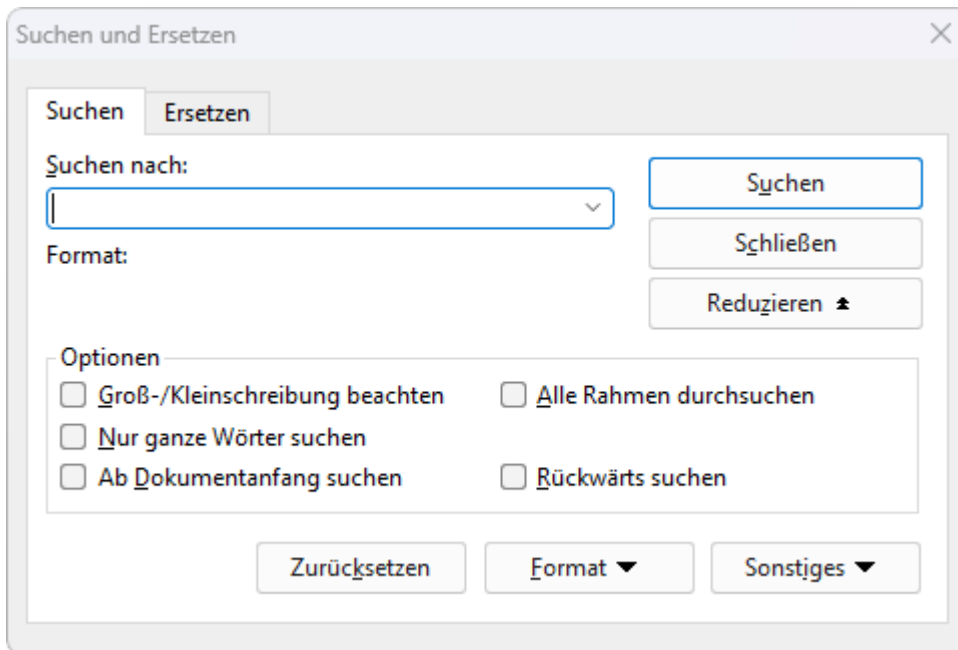 Suchen und Ersetzen
Suchen
Ersetzen
Suchen nach:
Suchen
Format:
Schließen
Reduzieren
Optionen
Groß-/Kleinschreibung beachten
Alle Rahmen durchsuchen
Nur ganze Wörter suchen
Ab Dokumentanfang suchen
Rückwärts suchen
Zurücksetzen
Format
Sonstiges